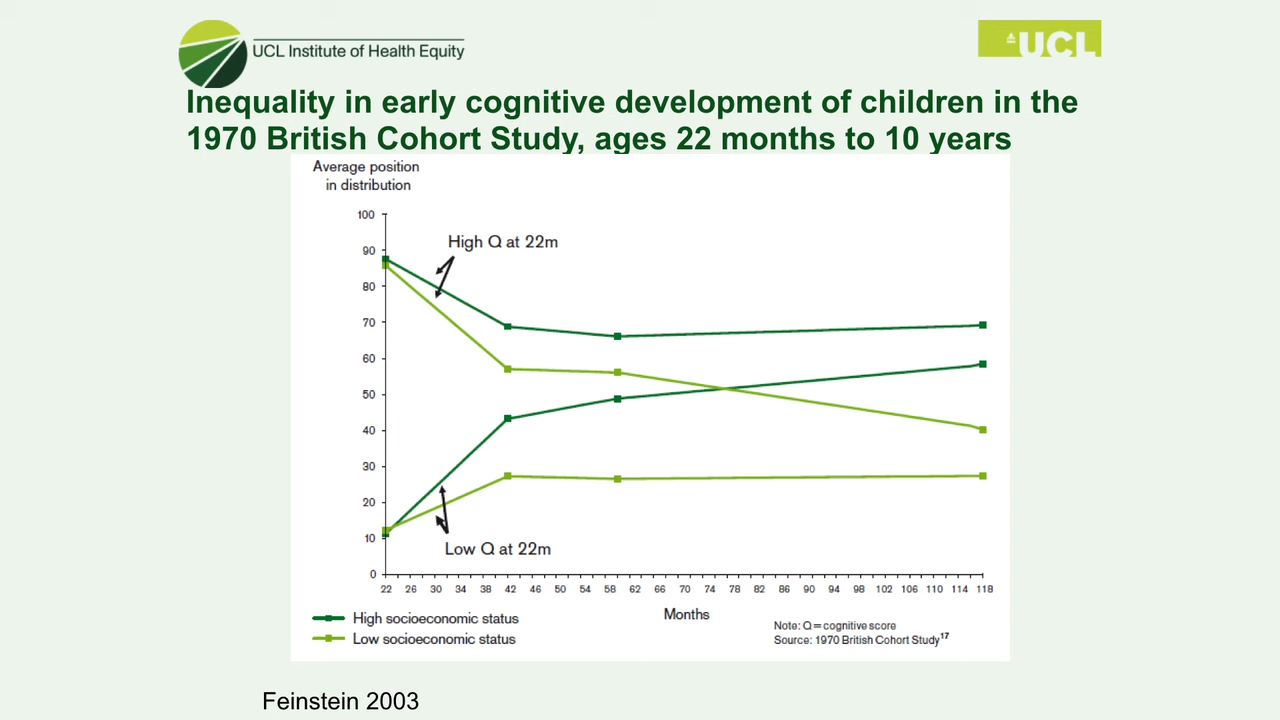 UCL Institute of Health Equity
UCL
Inequality in early cognitive development of children in the
1970 British Cohort Study, ages 22 months to 10 years
Average position
in distribution
100
90
80
70
60
50
40
30
20
10
0
High Q at 22m
Low Q at 22m
22 26 30 34 38 42 46 50 54 58 62 66 70 74 78 82 86 90 94 98 102 106 110 114 118
Months
High socioeconomic status
Low socioeconomic status
Note: Q = cognitive score
Source: 1970 British Cohort Study17
Feinstein 2003